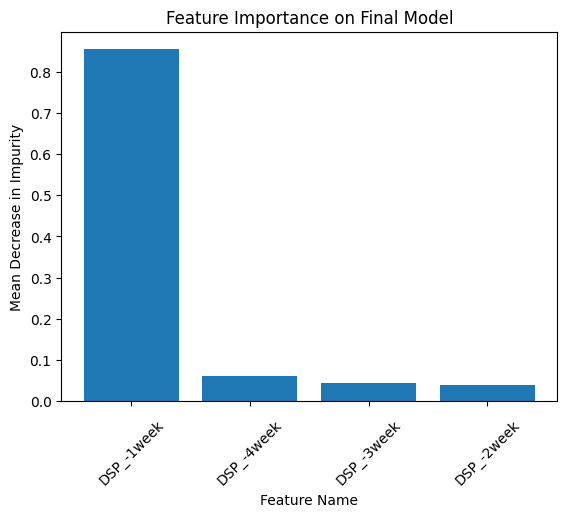 Feature Importance on Final Model
Mean Decrease in Impurity
0.8
0.7
0.6
0.5
0.4
0.3
0.2
0.1
0.0
DSP_-1week
DSP_-4week
DSP_-3week
DSP_-2week
Feature Name